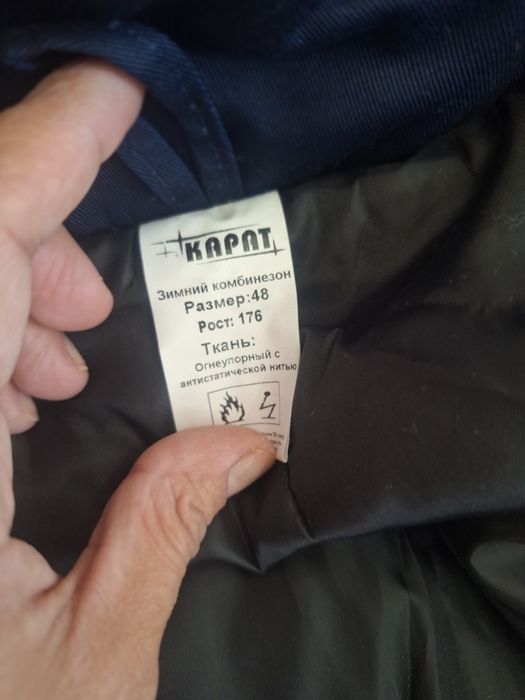 КАРАТ
Зимний комбинезон
Размер:48
Рост: 176
Ткань:
Огнеупорный с
антистатической нитью